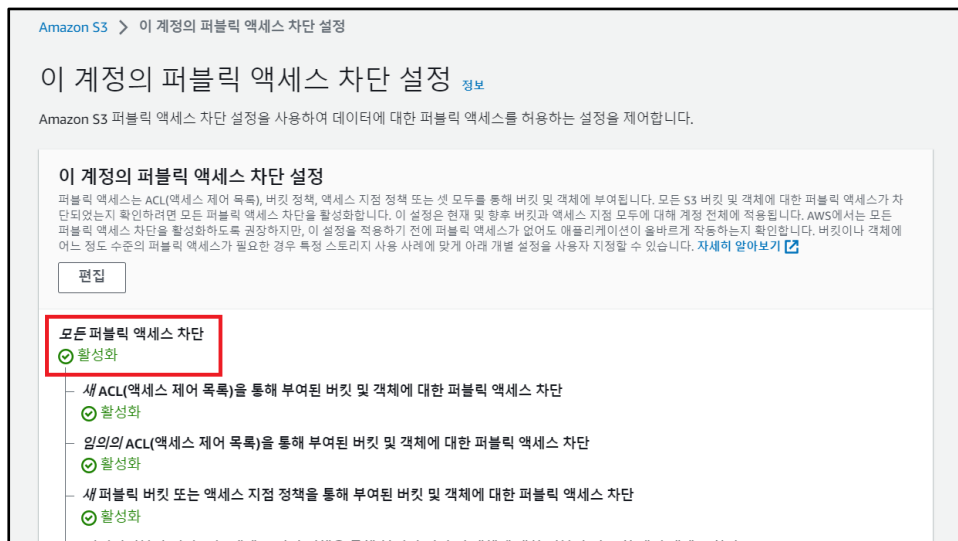 Amazon S3 > 이 계정의 퍼블릭 액세스 차단 설정
이 계정의 퍼블릭 액세스 차단 설정 정보
Amazon S3 퍼블릭 액세스 차단 설정을 사용하여 데이터에 대한 퍼블릭 액세스를 허용하는 설정을 제어합니다.
이 계정의 퍼블릭 액세스 차단 설정
퍼블릭 액세스는 ACL(액세스 제어 목록), 버킷 정책, 액세스 지점 정책 또는 셋 모두를 통해 버킷 및 객체에 부여됩니다. 모든 S3 버킷 및 객체에 대한 퍼블릭 액세스가 차
단되었는지 확인하려면 모든 퍼블릭 액세스 차단을 활성화합니다. 이 설정은 현재 및 향후 버킷과 액세스 지점 모두에 대해 계정 전체에 적용됩니다. AWS에서는 모든
퍼블릭 액세스 차단을 활성화하도록 권장하지만, 이 설정을 적용하기 전에 퍼블릭 액세스가 없어도 애플리케이션이 올바르게 작동하는지 확인합니다. 버킷이나 객체에
어느 정도 수준의 퍼블릭 액세스가 필요한 경우 특정 스토리지 사용 사례에 맞게 아래 개별 설정을 사용자 지정할 수 있습니다. 자세히 알아보기
편집
모든 퍼블릭 액세스 차단
활성화
새 ACL(액세스 제어 목록)을 통해 부여된 버킷 및 객체에 대한 퍼블릭 액세스 차단
활성화
임의의 ACL(액세스 제어 목록)을 통해 부여된 버킷 및 객체에 대한 퍼블릭 액세스 차단
활성화
새 퍼블릭 버킷 또는 액세스 지점 정책을 통해 부여된 버킷 및 객체에 대한 퍼블릭 액세스 차단
활성화